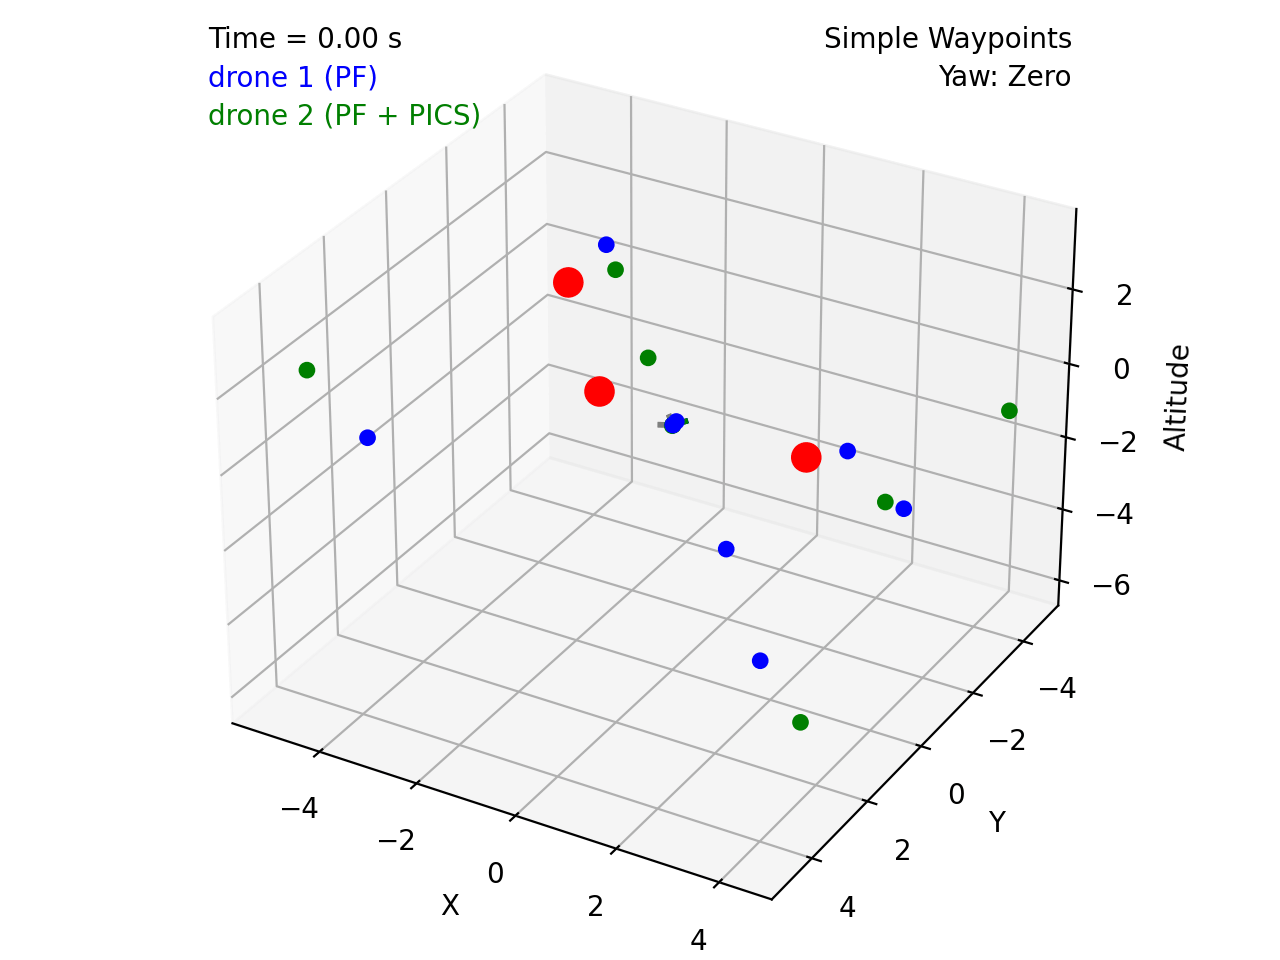 Time = 0.00 s
drone 1 (PF)
drone 2 (PF + PICS)
Simple Waypoints
Yaw: Zero
2
0
−2
−4
−6
Altitude
−4
−2
0
2
4
Y
−4
−2
0
2
4
X